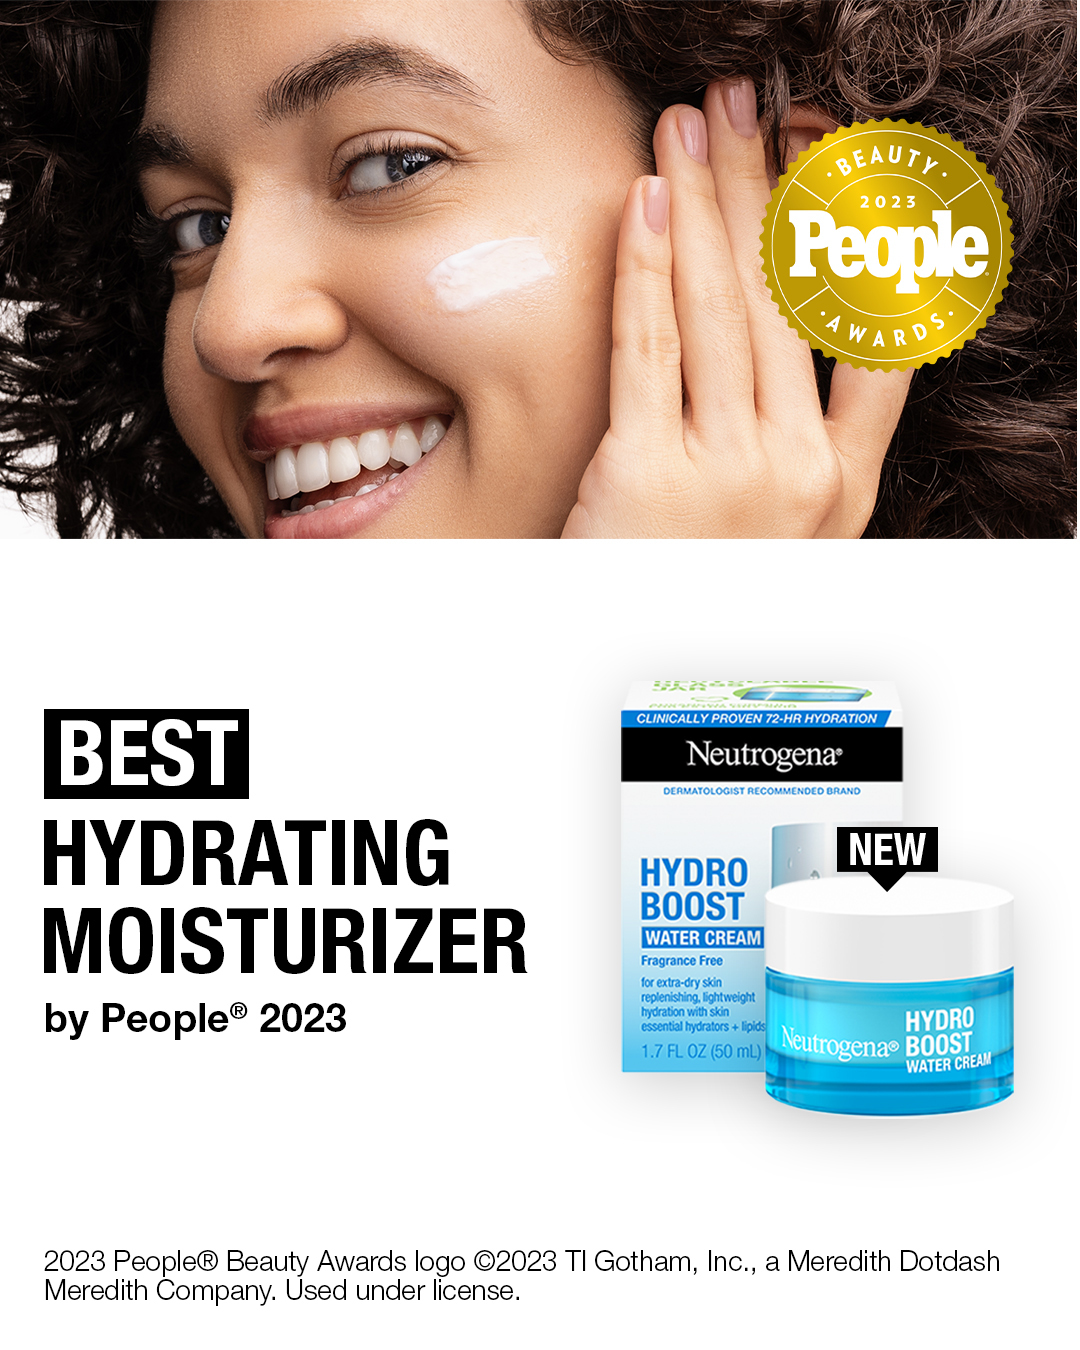 BEAUTY
2023
People
AWARDS
BEST
HYDRATING
MOISTURIZER
by People® 2023
JAR
CLINICALLY PROVEN 72-HR HYDRATION
Neutrogena®
DERMATOLOGIST RECOMMENDED BRAND
NEW
HYDRO
BOOST
WATER CREAM
Fragrance Free
for extra-dry skin
replenishing, lightweight
hydration with skin
essential hydrators + lipids
1.7 FL OZ (50 mL)
Neutrogena®
HYDRO
BOOST
WATER CREAM
2023 People® Beauty Awards logo ©2023 TI Gotham, Inc., a Meredith Dotdash
Meredith Company. Used under license.